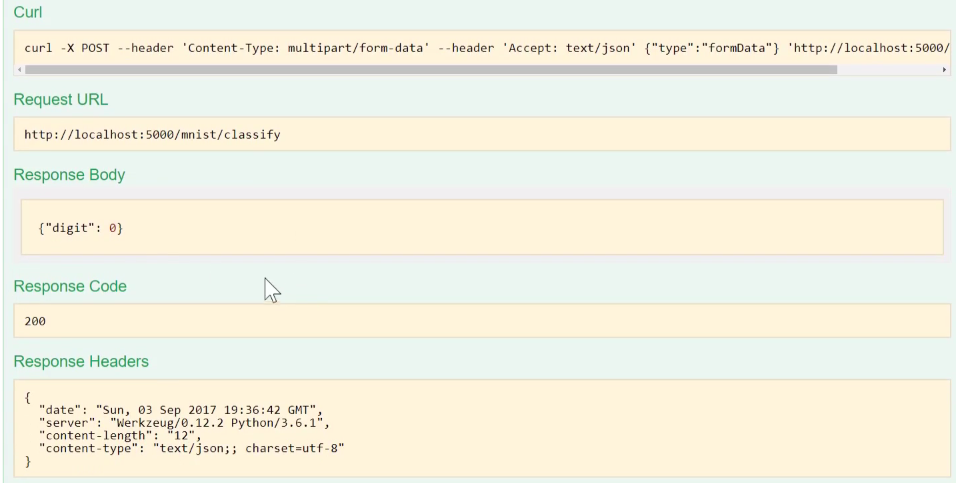 Curl
curl -X POST --header 'Content-Type: multipart/form-data' --header 'Accept: text/json' {"type":"formData"} 'http://localhost:5000/
Request URL
http://localhost:5000/mnist/classify
Response Body
{"digit": 0}
Response Code
200
Response Headers
{
"date": "Sun, 03 Sep 2017 19:36:42 GMT",
"server": "Werkzeug/0.12.2 Python/3.6.1",
"content-length": "12",
"content-type": "text/json;; charset=utf-8"
}